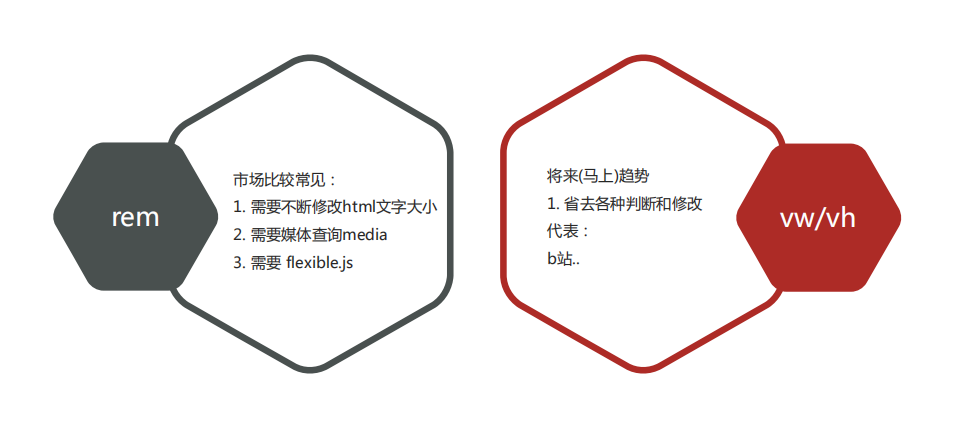 rem
市场比较常见：
1. 需要不断修改html文字大小
2. 需要媒体查询media
3. 需要 flexible.js
将来(马上)趋势
1. 省去各种判断和修改
代表：
b站..
vw/vh